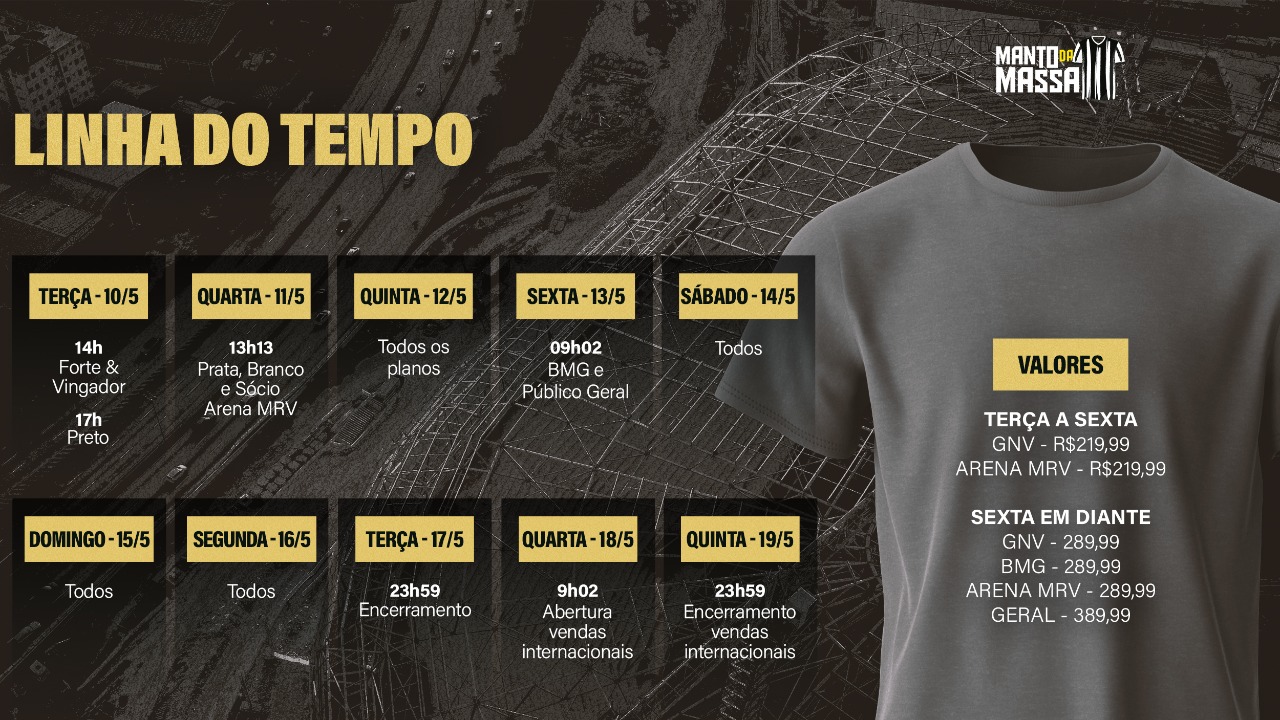 MANTO DA
MASSA
LINHA DO TEMPO
TERÇA - 10/5
14h
Forte &
Vingador
17h
Preto
QUARTA - 11/5
13h13
Prata, Branco
e Sócio
Arena MRV
QUINTA - 12/5
Todos os
planos
SEXTA - 13/5
09h02
BMG e
Público Geral
SÁBADO - 14/5
Todos
DOMINGO - 15/5
Todos
SEGUNDA - 16/5
Todos
TERÇA - 17/5
23h59
Encerramento
QUARTA - 18/5
9h02
Abertura
vendas
internacionais
QUINTA - 19/5
23h59
Encerramento
vendas
internacionais
VALORES
TERÇA A SEXTA
GNV - R$219,99
ARENA MRV - R$219,99
SEXTA EM DIANTE
GNV - 289,99
BMG - 289,99
ARENA MRV - 289,99
GERAL - 389,99